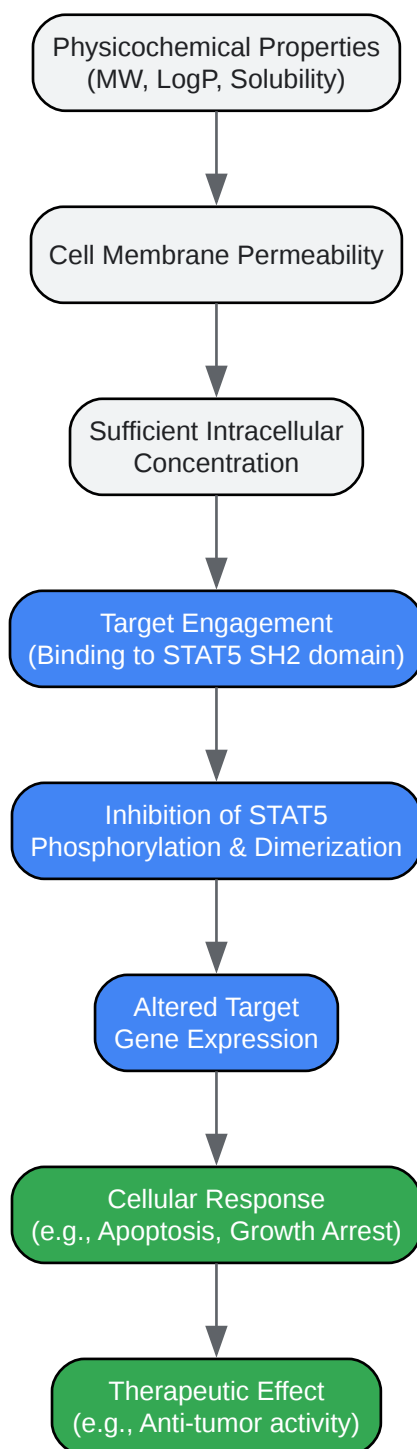 Physicochemical Properties
(MW, LogP, Solubility)
Cell Membrane Permeability
Sufficient Intracellular
Concentration
Target Engagement
(Binding to STAT5 SH2 domain)
Inhibition of STAT5
Phosphorylation & Dimerization
Altered Target
Gene Expression
Cellular Response
(e.g., Apoptosis, Growth Arrest)
Therapeutic Effect
(e.g., Anti-tumor activity)